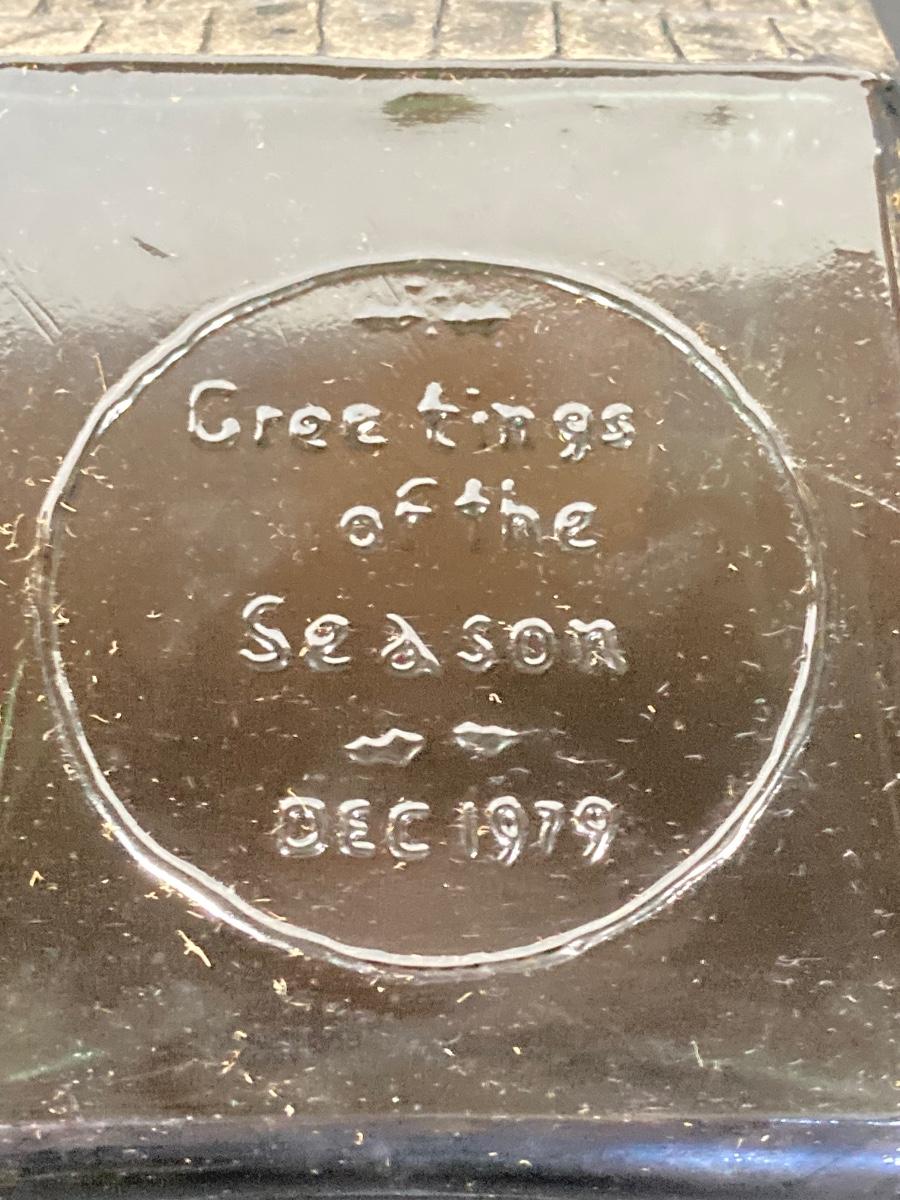 Greetings
of the
Season
DEC 1979